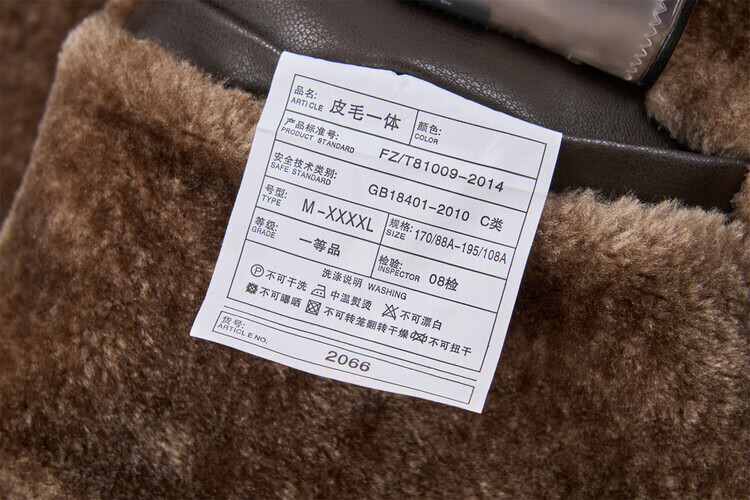 品名: ARTICLE 皮毛一体 颜色: COLOR
产品标准号: PRODUCT STANDARD FZ/T81009-2014
安全技术类别: SAFE STANDARD GB18401-2010 C类
号型: TYPE M-XXXXL 规格: SIZE 170/88A-195/108A
等级: GRADE 一等品 检验: INSPECTOR 08检
洗涤说明 WASHING
P 不可干洗 中温熨烫 不可漂白
不可曝晒 不可转笼翻转干燥 不可扭干
货号: ARTICLE NO. 2066